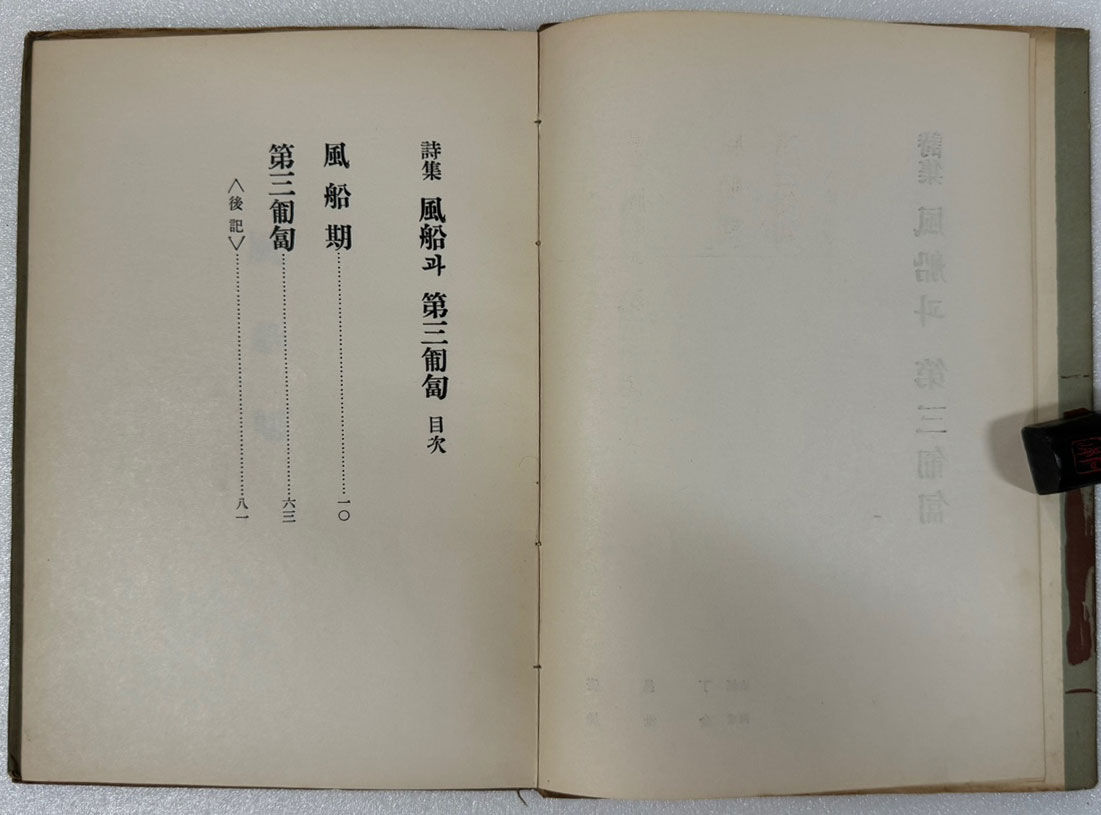 詩集 風船과 第三匍匐 目次
風船期……………………一〇
第三匍匐……………………六三
〈後記〉……………………八一